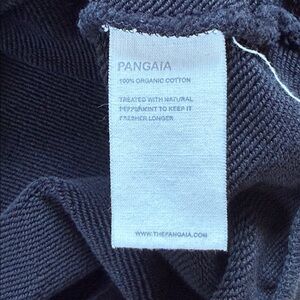 PANGAIA
100% ORGANIC COTTON
TREATED WITH NATURAL
PEPPERMINT TO KEEP IT
FRESHER LONGER
WWW.THEPANGAIA.COM